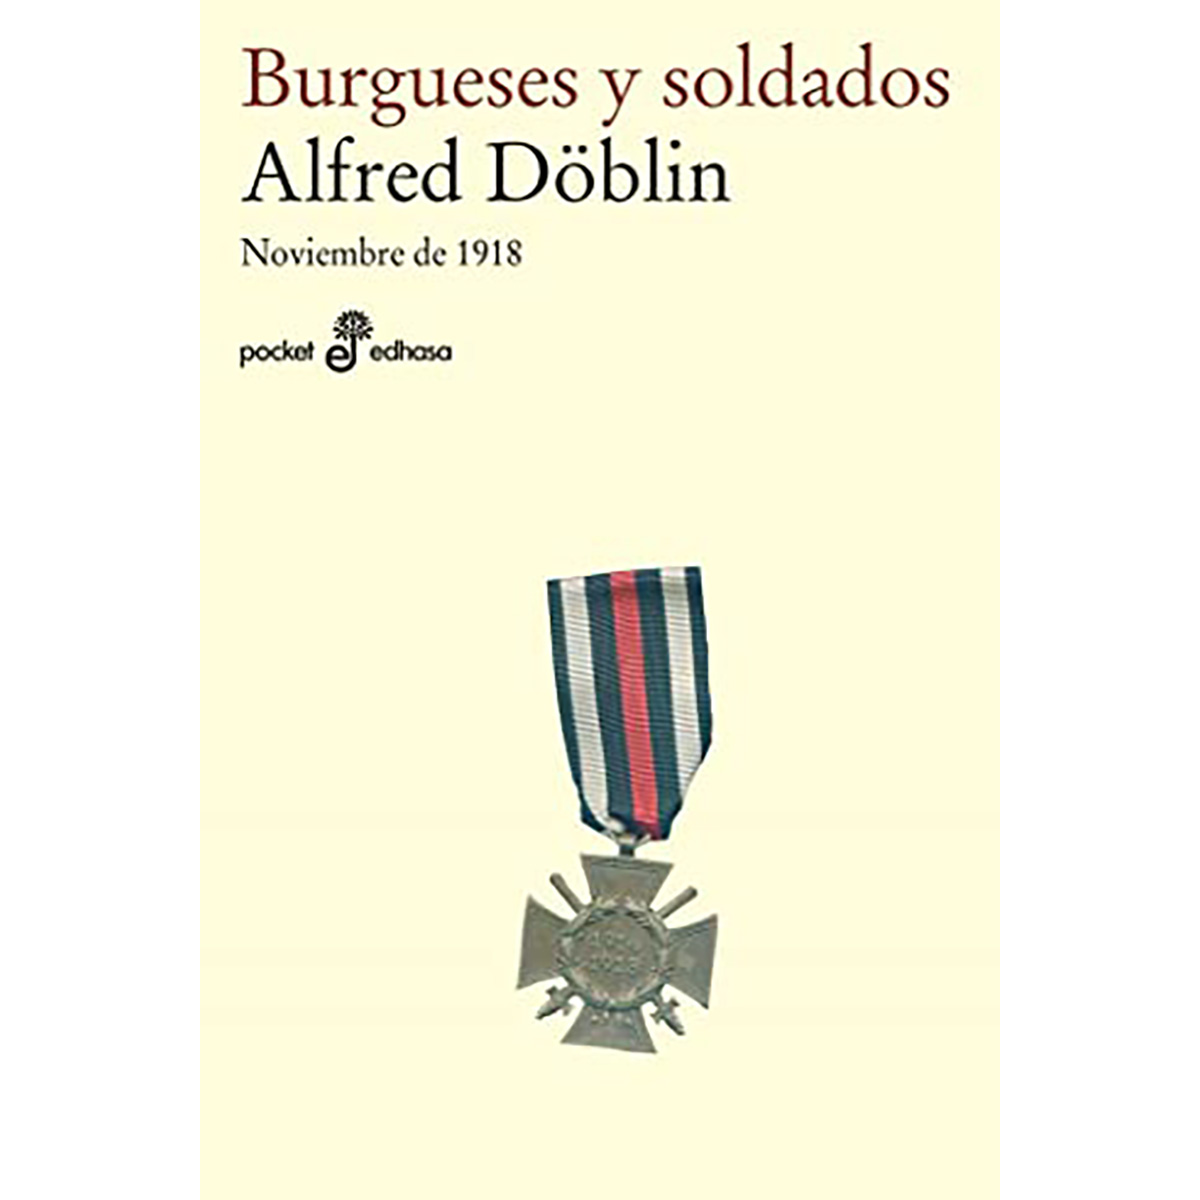 Burgueses y soldados
Alfred Döblin
Noviembre de 1918
pocket edhasa